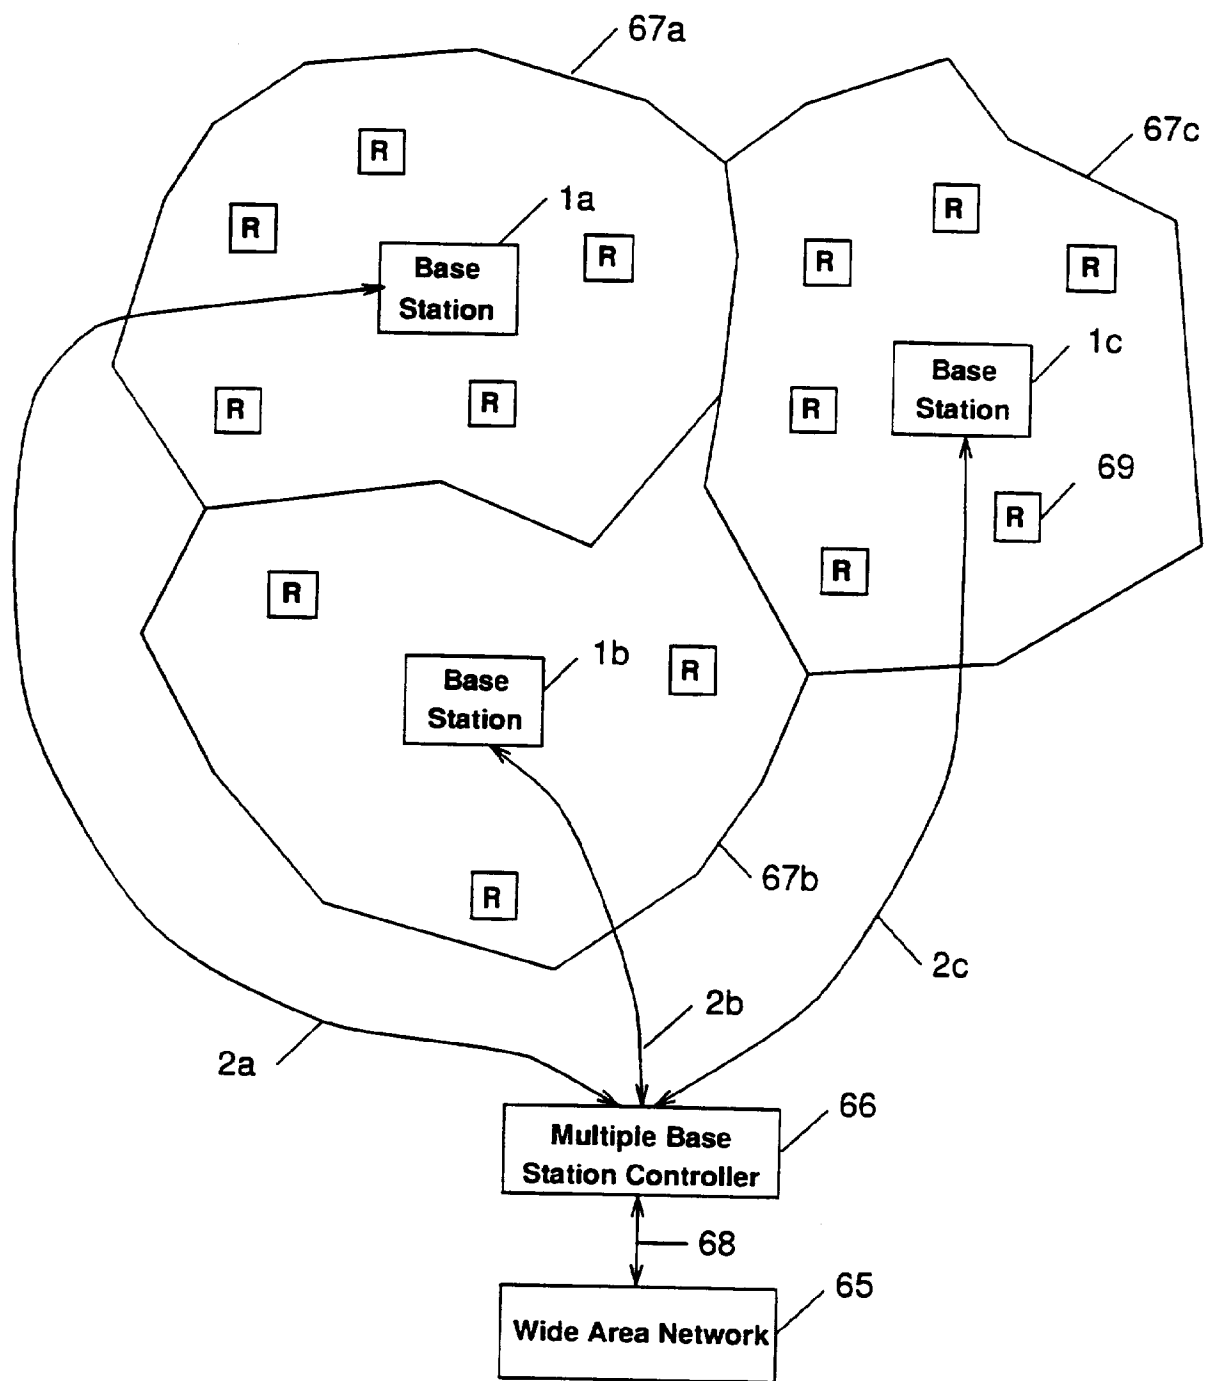 67a
67c
R
1a
R
R
R
R
R
R
Base
Station
1c
Base
Station
R
R
R
69
R
R
R
1b
R
Base
Station
67b
R
2c
2b
2a
66
Multiple Base
Station Controller
68
65
Wide Area Network